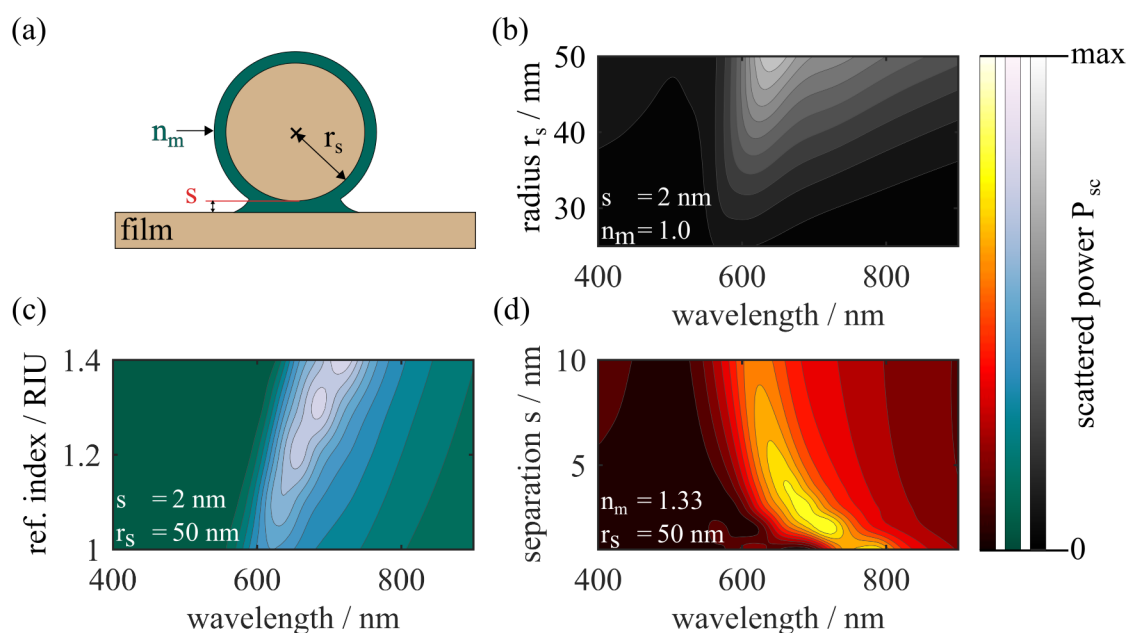 (a)
n_m
r_s
s
film
(b)
radius r_s / nm
50
40
30
s = 2 nm
n_m = 1.0
400
600
800
wavelength / nm
max
scattered power P_sc
0
(c)
ref. index / RIU
1.4
1.2
1
s = 2 nm
r_s = 50 nm
400
600
800
wavelength / nm
(d)
separation s / nm
10
5
n_m = 1.33
r_s = 50 nm
400
600
800
wavelength / nm